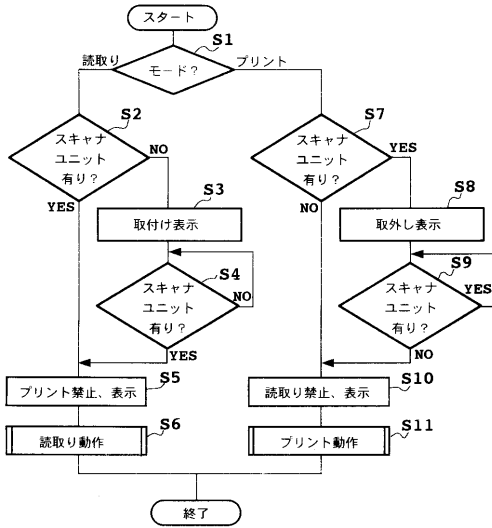 スタート
S1
読取り
モード？
プリント
S2
スキャナ
ユニット
有り？
NO
YES
S3
取付け表示
S4
スキャナ
ユニット
有り？
NO
YES
S5
プリント禁止、表示
S6
読取り動作
S7
スキャナ
ユニット
有り？
YES
NO
S8
取外し表示
S9
スキャナ
ユニット
有り？
YES
NO
S10
読取り禁止、表示
S11
プリント動作
終了